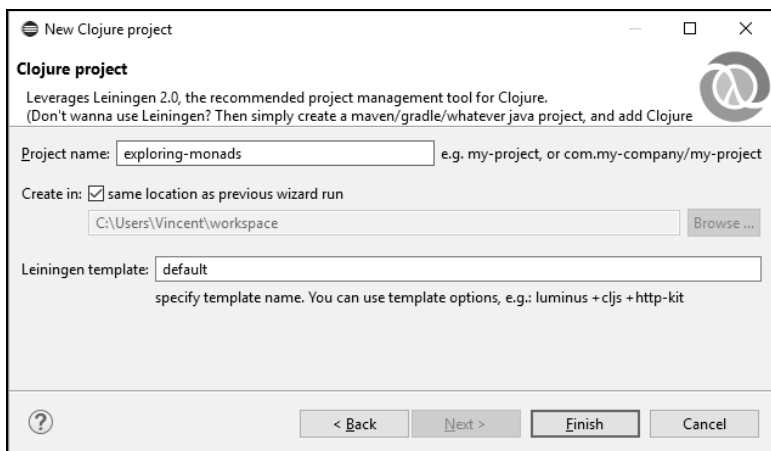 New Clojure project
Clojure project
Leverages Leiningen 2.0, the recommended project management tool for Clojure.
(Don't wanna use Leiningen? Then simply create a maven/gradle/whatever java project, and add Clojure
Project name: exploring-monads e.g. my-project, or com.my-company/my-project
Create in: same location as previous wizard run
C:\Users\Vincent\workspace Browse ...
Leiningen template: default
specify template name. You can use template options, e.g.: luminus +cljs +http-kit
? < Back Next > Finish Cancel